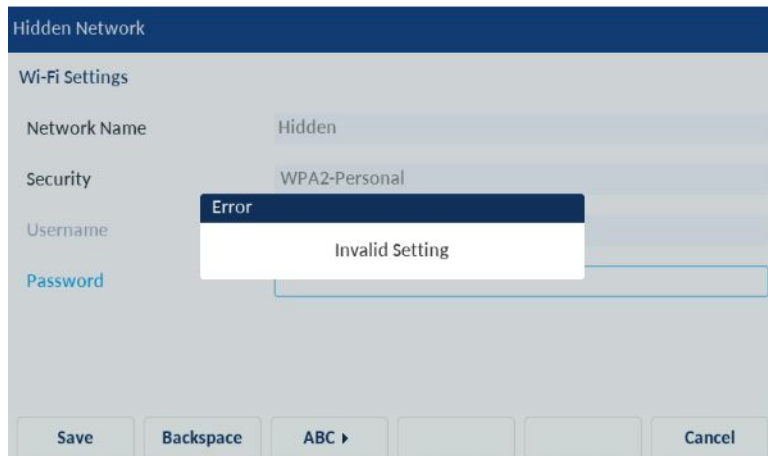 Hidden Network
Wi-Fi Settings
Network Name Hidden
Security WPA2-Personal
Error
Username
Invalid Setting
Password
Save Backspace ABC Cancel